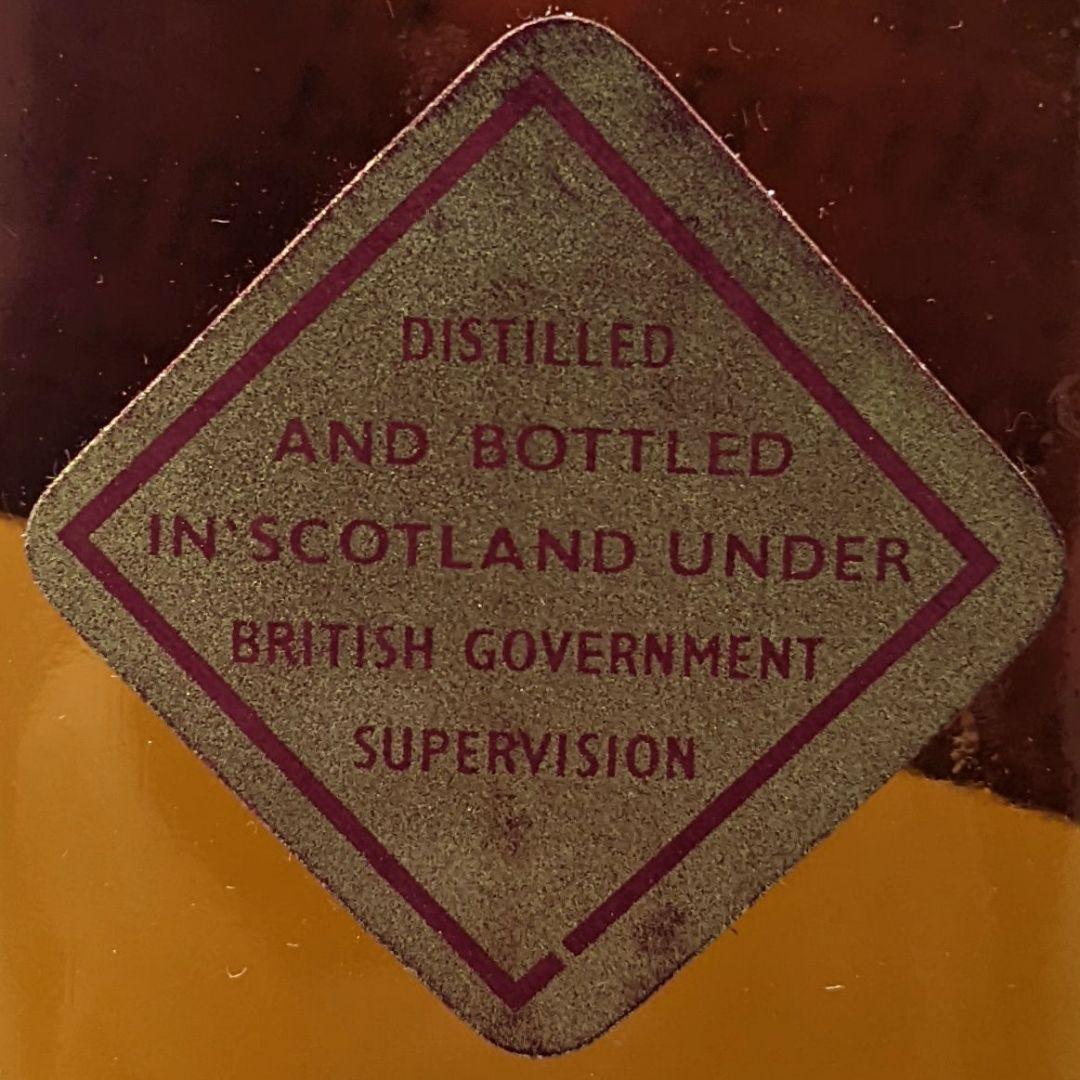 DISTILLED
AND BOTTLED
IN SCOTLAND UNDER
BRITISH GOVERNMENT
SUPERVISION